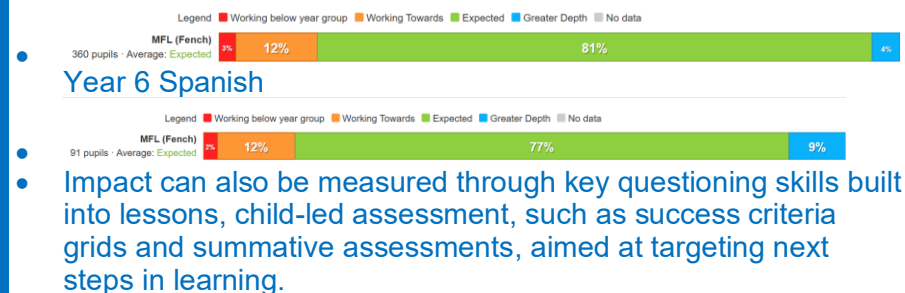 Legend Working below year group Working Towards Expected Greater Depth No data
MFL (Fench)
360 pupils · Average: Expected
3% 12% 81% 4%
Year 6 Spanish
Legend Working below year group Working Towards Expected Greater Depth No data
MFL (Fench)
91 pupils · Average: Expected
2% 12% 77% 9%
Impact can also be measured through key questioning skills built
into lessons, child-led assessment, such as success criteria
grids and summative assessments, aimed at targeting next
steps in learning.